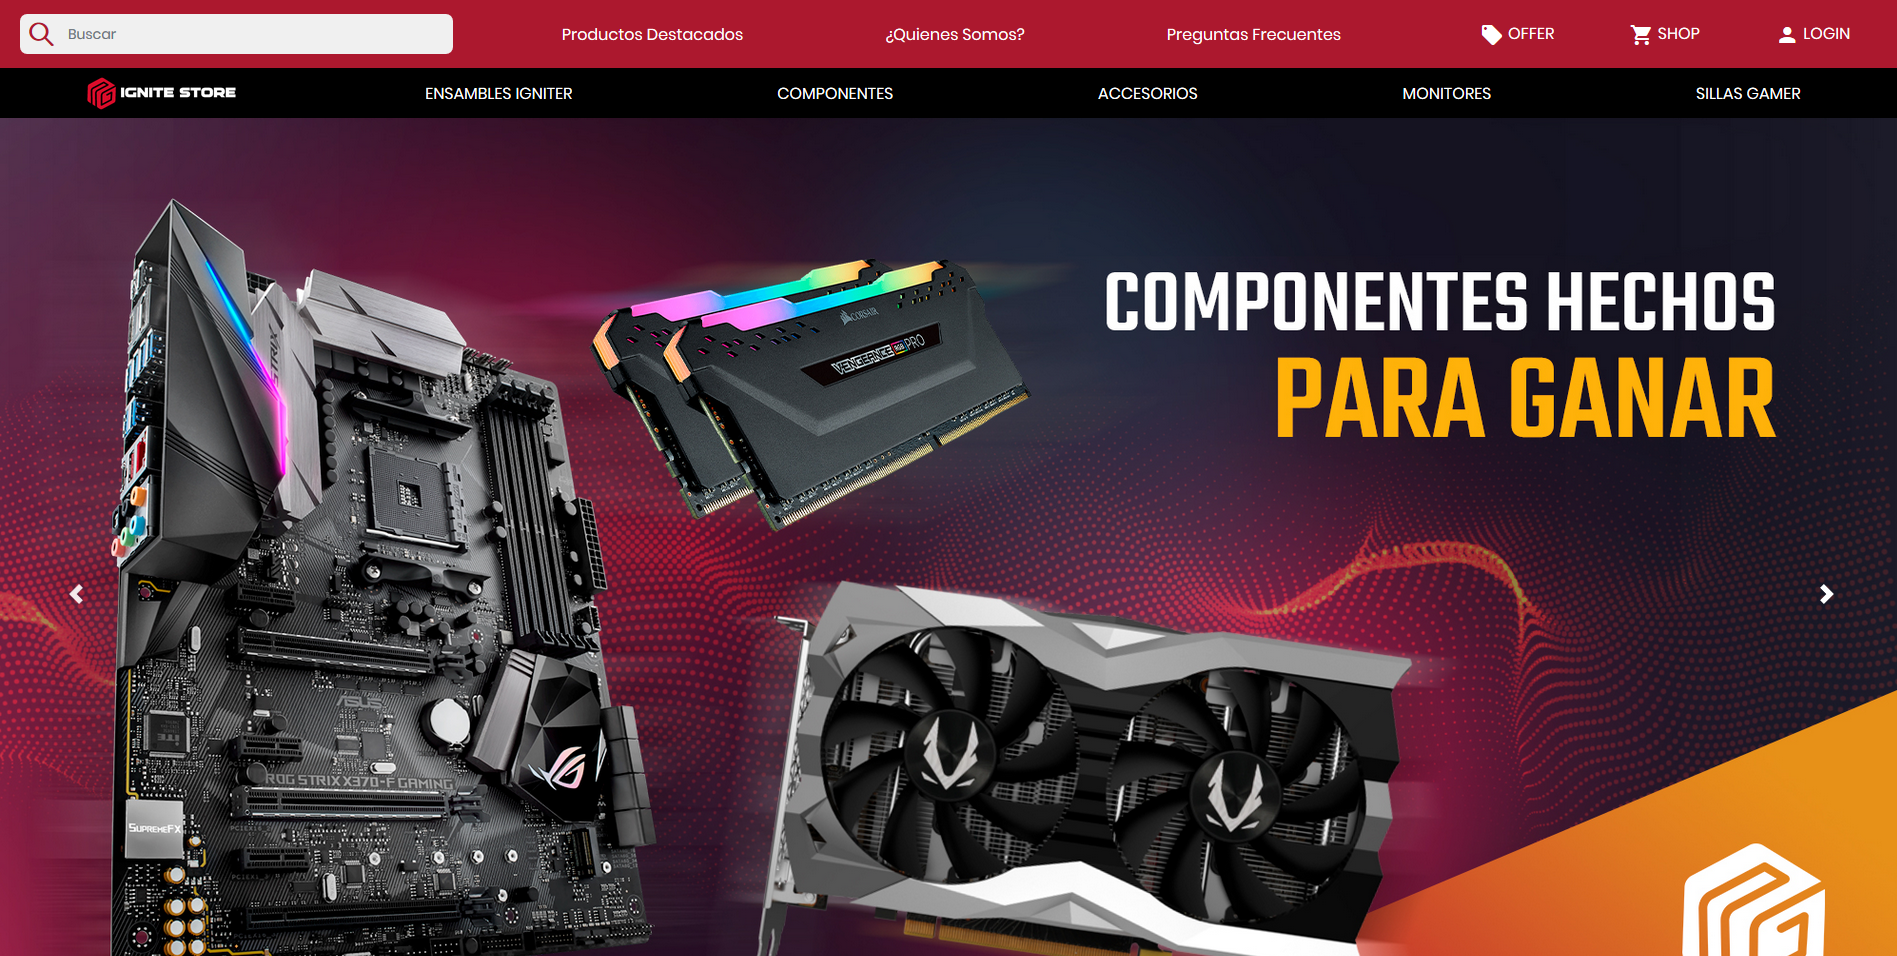 Buscar
Productos Destacados
¿Quienes Somos?
Preguntas Frecuentes
OFFER
SHOP
LOGIN
IGNITE STORE
ENSAMBLES IGNITER
COMPONENTES
ACCESORIOS
MONITORES
SILLAS GAMER
COMPONENTES HECHOS
PARA GANAR
STRIX
CORSAIR
VENGEANCE RGB PRO
ASUS
ROG STRIX X370-F GAMING
SUPREMEFX